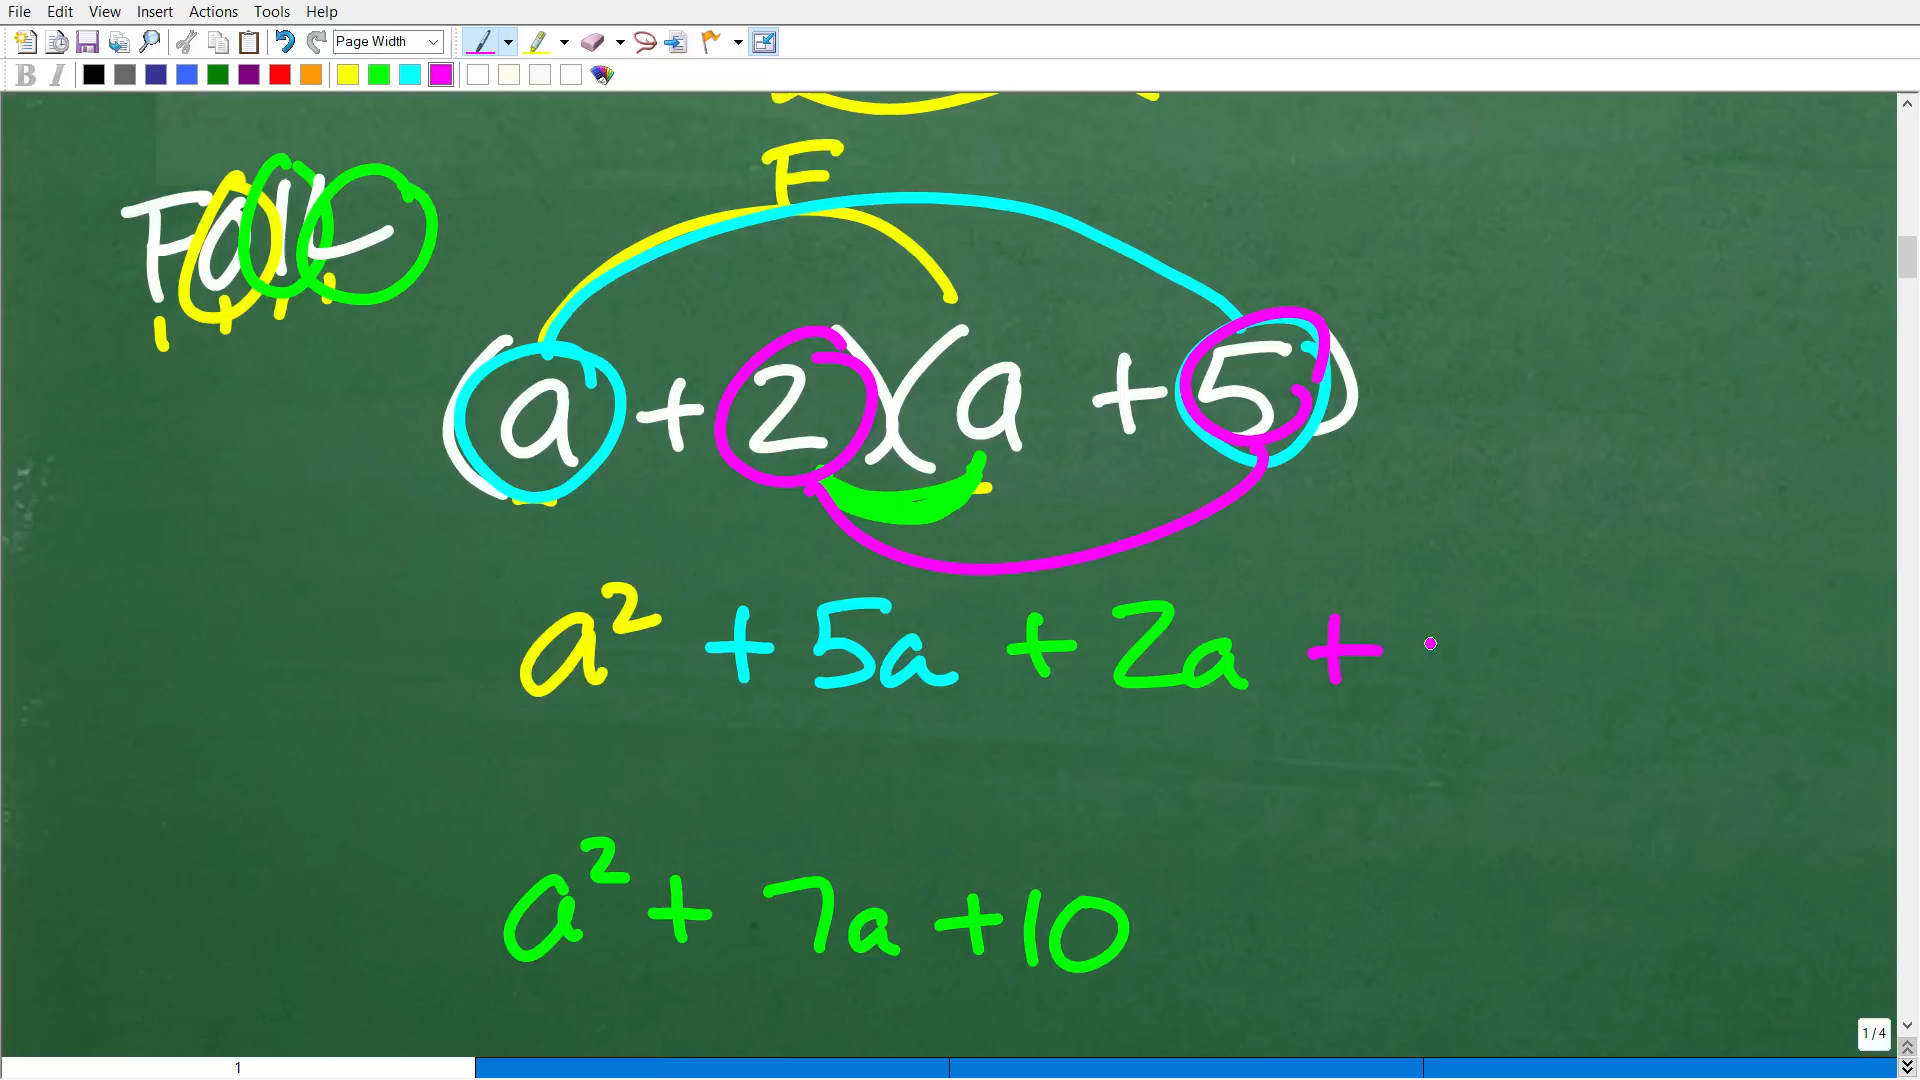 File Edit View Insert Actions Tools Help
Page Width
B I
F
FOIL
(a + 2)(a + 5)
a² + 5a + 2a +
a² + 7a + 10
1 / 4
1